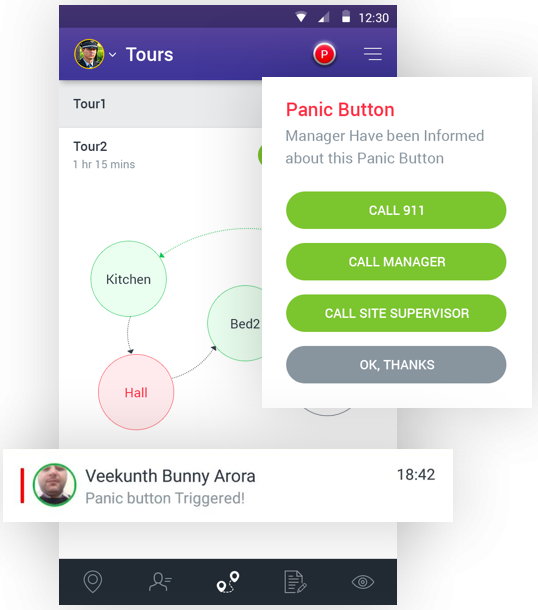 12:30
Tours
P
Tour1
Tour2
1 hr 15 mins
Panic Button
Manager Have been Informed
about this Panic Button
CALL 911
CALL MANAGER
CALL SITE SUPERVISOR
OK, THANKS
Kitchen
Bed2
Hall
Veekunth Bunny Arora
18:42
Panic button Triggered!